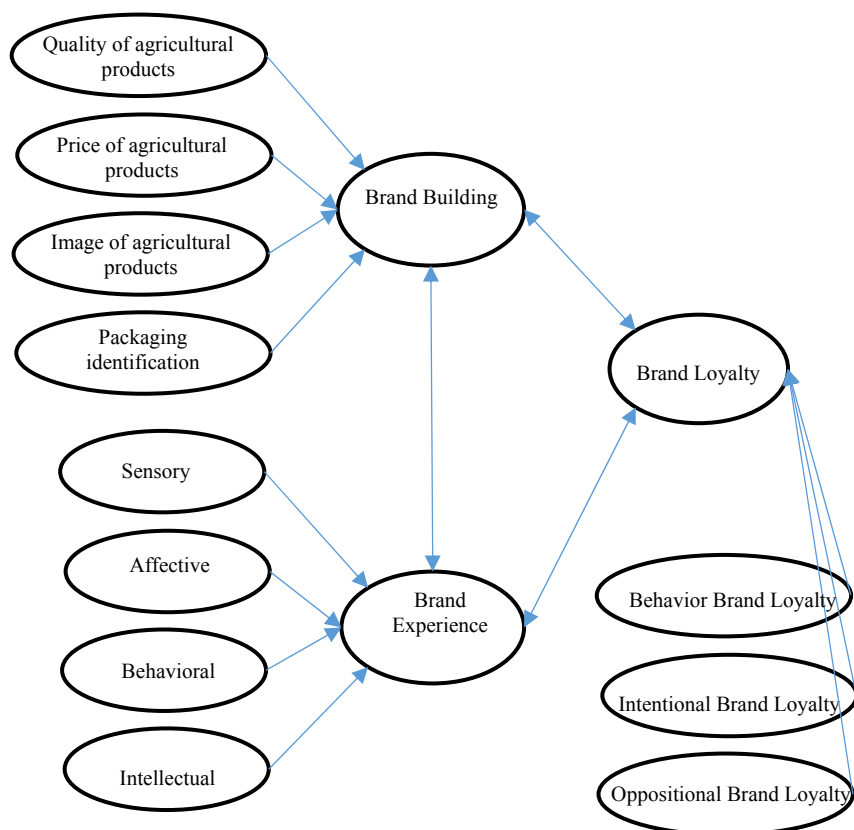 Quality of agricultural
products
Price of agricultural
products
Image of agricultural
products
Packaging
identification
Brand Building
Brand Loyalty
Sensory
Affective
Behavioral
Intellectual
Brand
Experience
Behavior Brand Loyalty
Intentional Brand Loyalty
Oppositional Brand Loyalty